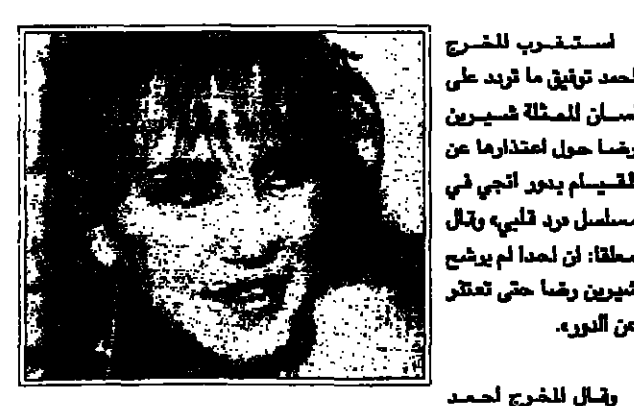 استغرب المخرج
احمد توفيق ما تردد على
لسان الممثلة شيرين
رضا حول اعتذارها عن
القيام بدور انجي في
مسلسل «رد قلبي» وقال
معلقا: ان احدا لم يرشح
شيرين رضا حتى تعتذر
عن الدور».
وقال المخرج احمد